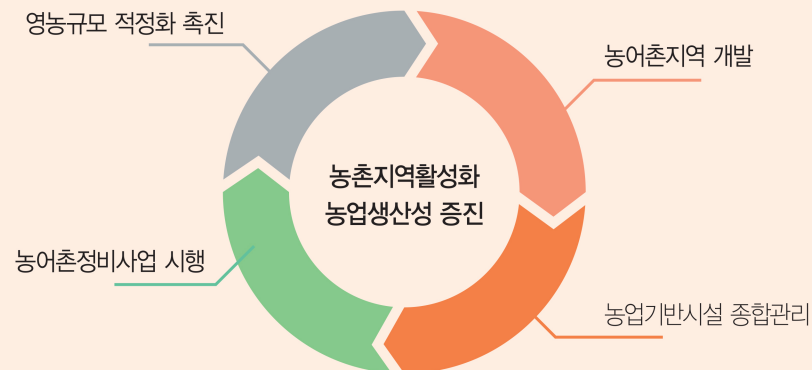 영농규모 적정화 촉진
농어촌지역 개발
농촌지역활성화
농업생산성 증진
농어촌정비사업 시행
농업기반시설 종합관리